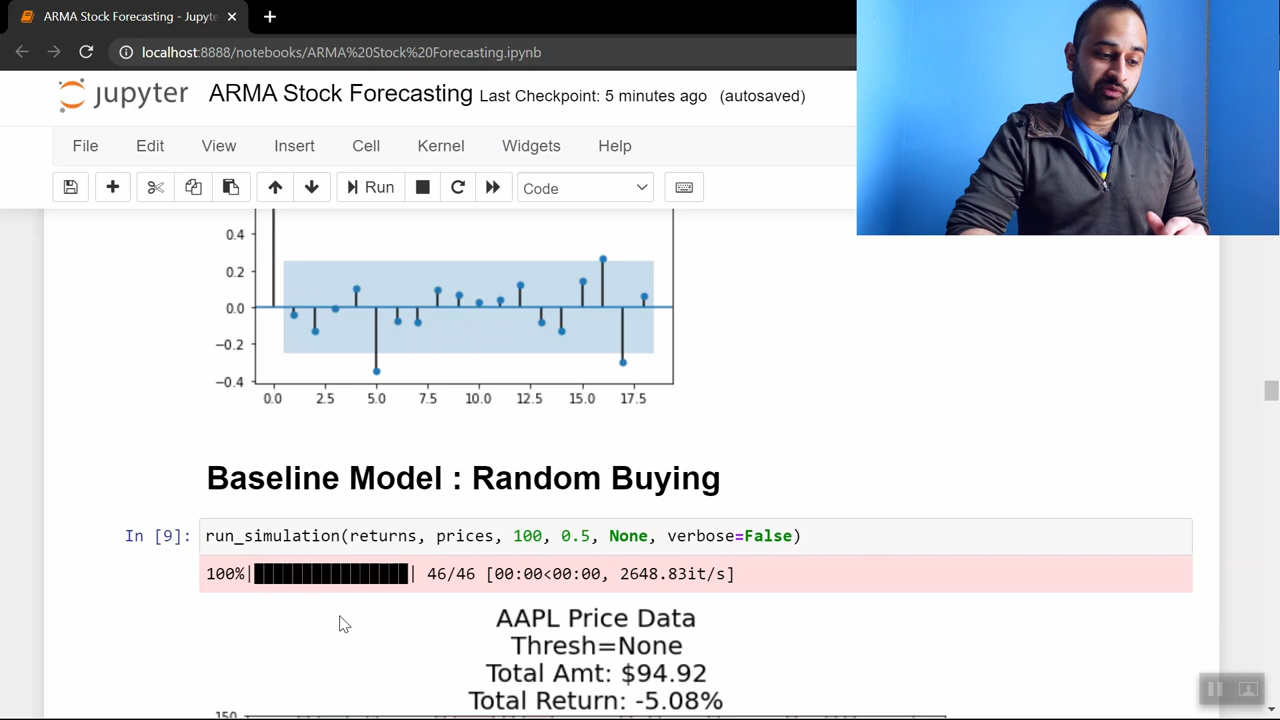 ARMA Stock Forecasting - Jupyte
localhost:8888/notebooks/ARMA%20Stock%20Forecasting.ipynb
jupyter ARMA Stock Forecasting Last Checkpoint: 5 minutes ago (autosaved)
File Edit View Insert Cell Kernel Widgets Help
Run Code
0.4
0.2
0.0
−0.2
−0.4
0.0 2.5 5.0 7.5 10.0 12.5 15.0 17.5
Baseline Model : Random Buying
In [9]: run_simulation(returns, prices, 100, 0.5, None, verbose=False)
100%| | 46/46 [00:00<00:00, 2648.83it/s]
AAPL Price Data
Thresh=None
Total Amt: $94.92
Total Return: -5.08%
150